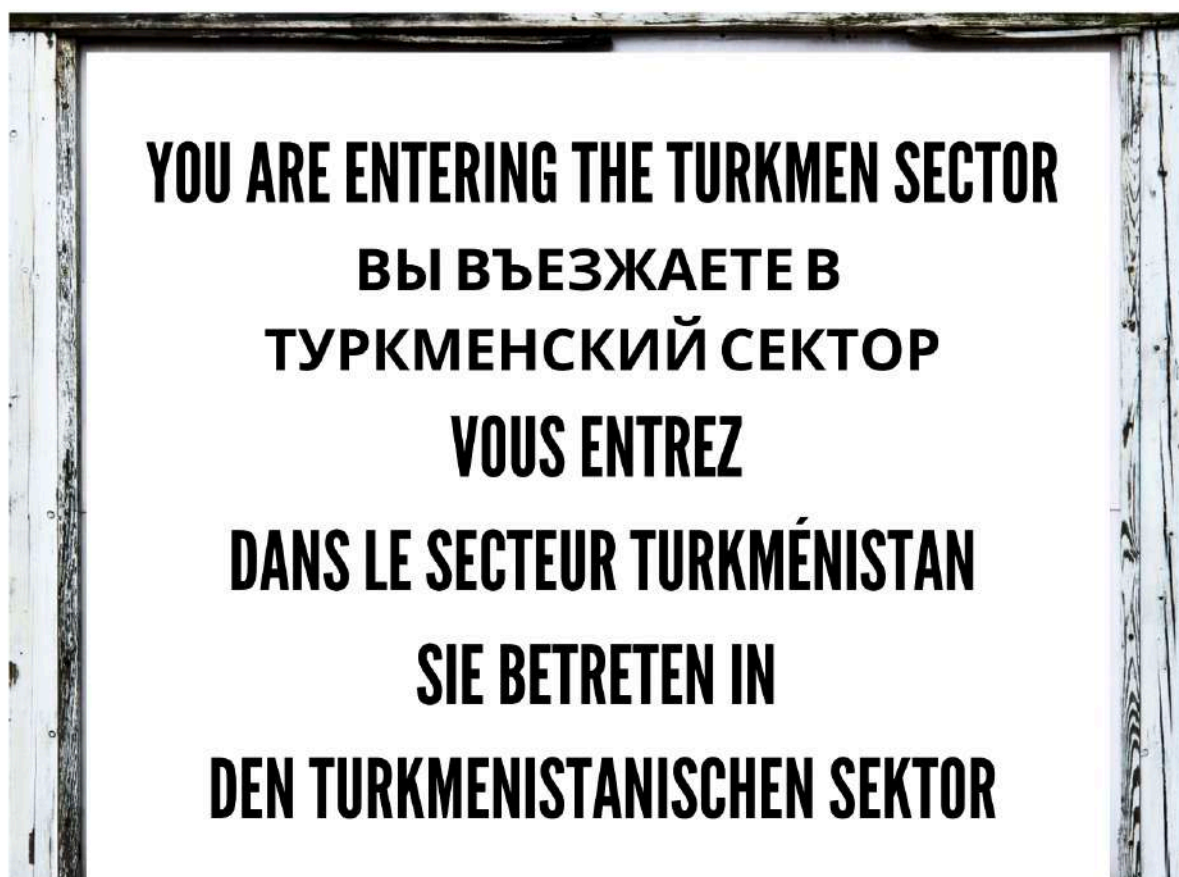 YOU ARE ENTERING THE TURKMEN SECTOR
ВЫ ВЪЕЗЖАЕТЕ В
ТУРКМЕНСКИЙ СЕКТОР
VOUS ENTREZ
DANS LE SECTEUR TURKMÉNISTAN
SIE BETRETEN IN
DEN TURKMENISTANISCHEN SEKTOR